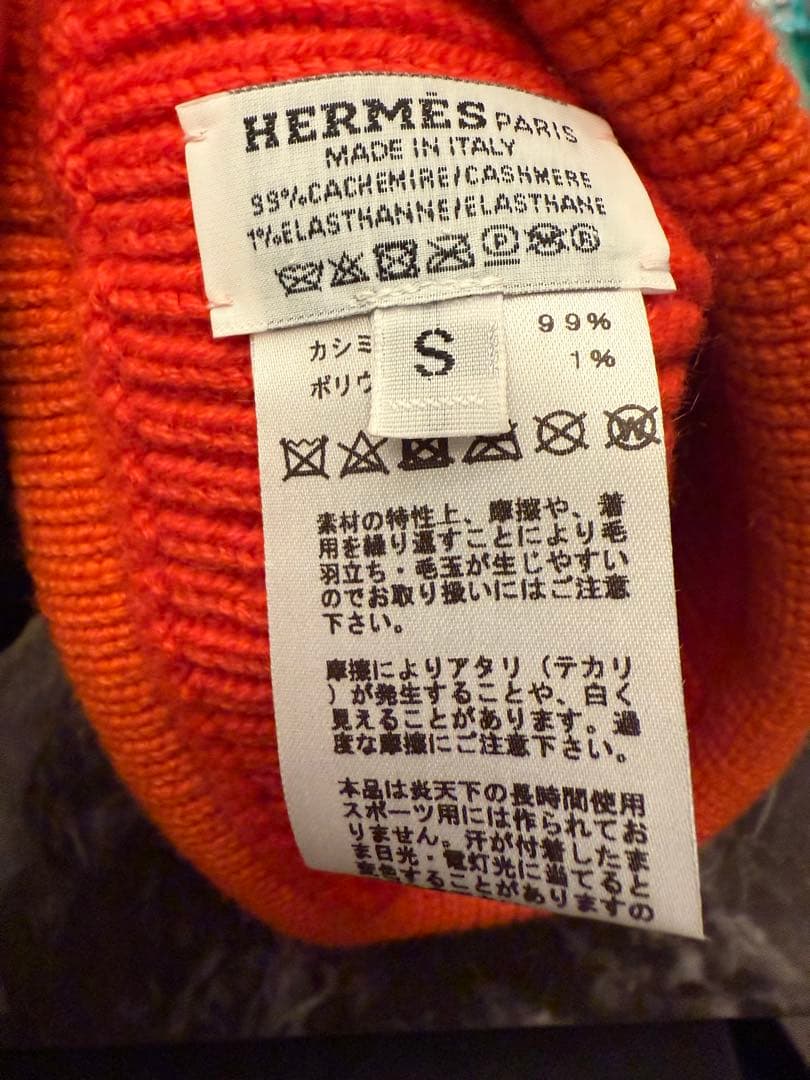 HERMÈS PARIS
MADE IN ITALY
99%CACHEMIRE/CASHMERE
1%ELASTHANNE/ELASTHANE
P W B
S
カシミ 99%
ポリウ 1%
W
素材の特性上、摩擦や、着
用を繰り返すことにより毛
羽立ち・毛玉が生じやすい
のでお取り扱いにはご注意
下さい。
摩擦によりアタリ（テカリ
）が発生することや、白く
見えることがあります。過
度な摩擦にご注意下さい。
本品は炎天下の長時間使用
スポーツ用には作られてお
りません。汗が付着したま
ま日光・電灯光に当てると
変色することがありますの